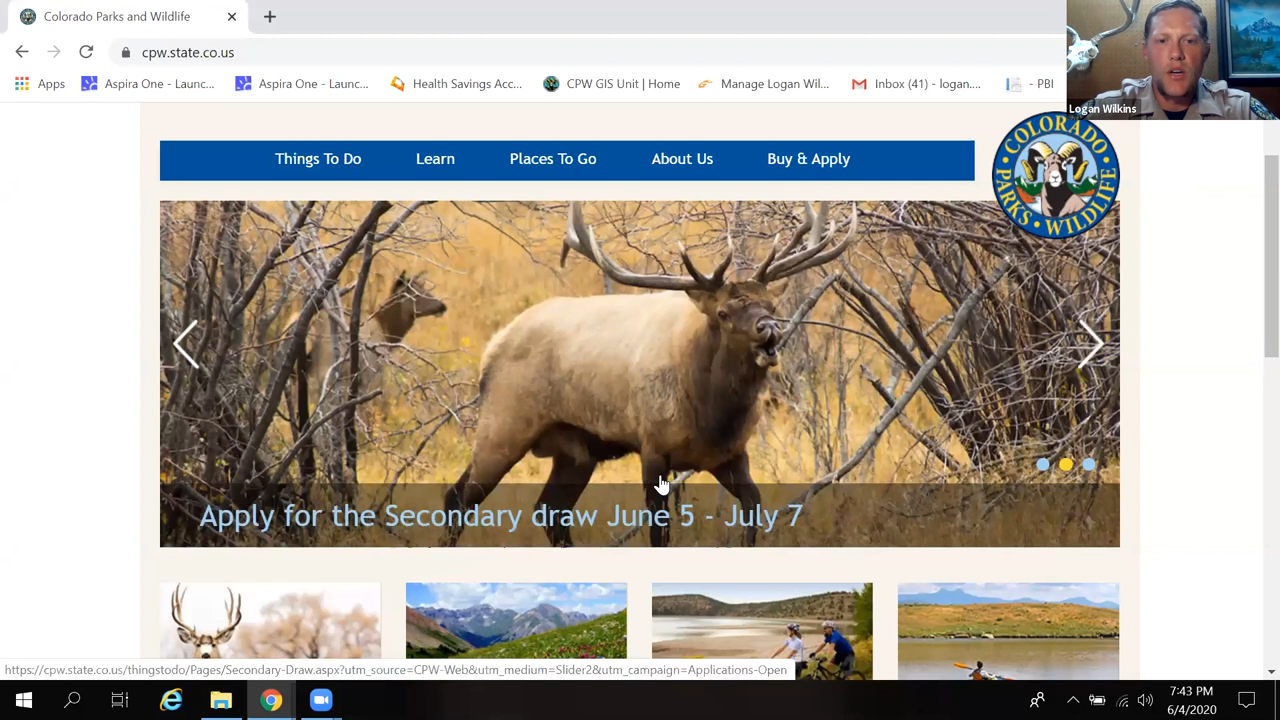 Colorado Parks and Wildlife
cpw.state.co.us
Apps
Aspira One - Launc...
Aspira One - Launc...
Health Savings Acc...
CPW GIS Unit | Home
Manage Logan Wil...
Inbox (41) - logan....
- PBI
Logan Wilkins
Things To Do
Learn
Places To Go
About Us
Buy & Apply
COLORADO
PARKS • WILDLIFE
Apply for the Secondary draw June 5 - July 7
https://cpw.state.co.us/thingstodo/Pages/Secondary-Draw.aspx?utm_source=CPW-Web&utm_medium=Slider2&utm_campaign=Applications-Open
7:43 PM
6/4/2020